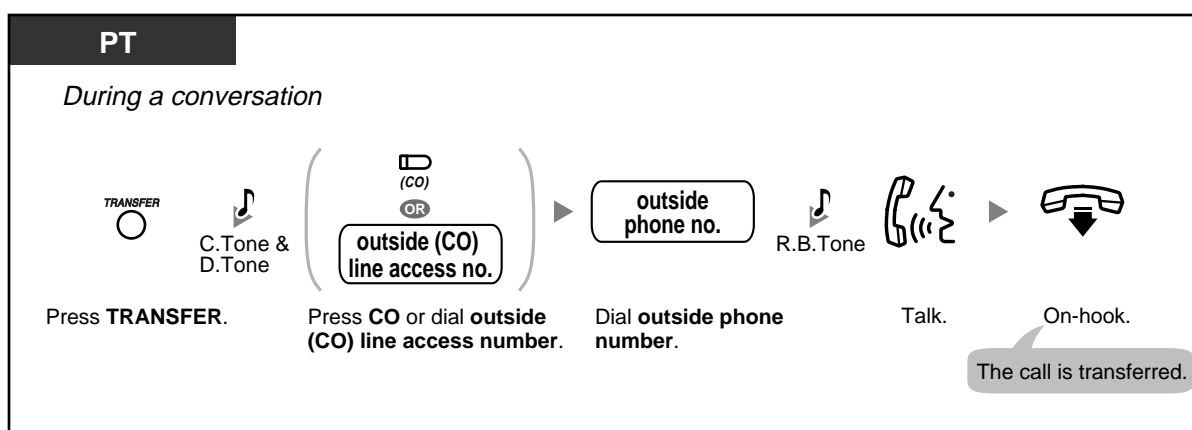 PT
During a conversation
TRANSFER
C.Tone &
D.Tone
(CO)
OR
outside (CO)
line access no.
outside
phone no.
R.B.Tone
Press TRANSFER.
Press CO or dial outside
(CO) line access number.
Dial outside phone
number.
Talk.
On-hook.
The call is transferred.